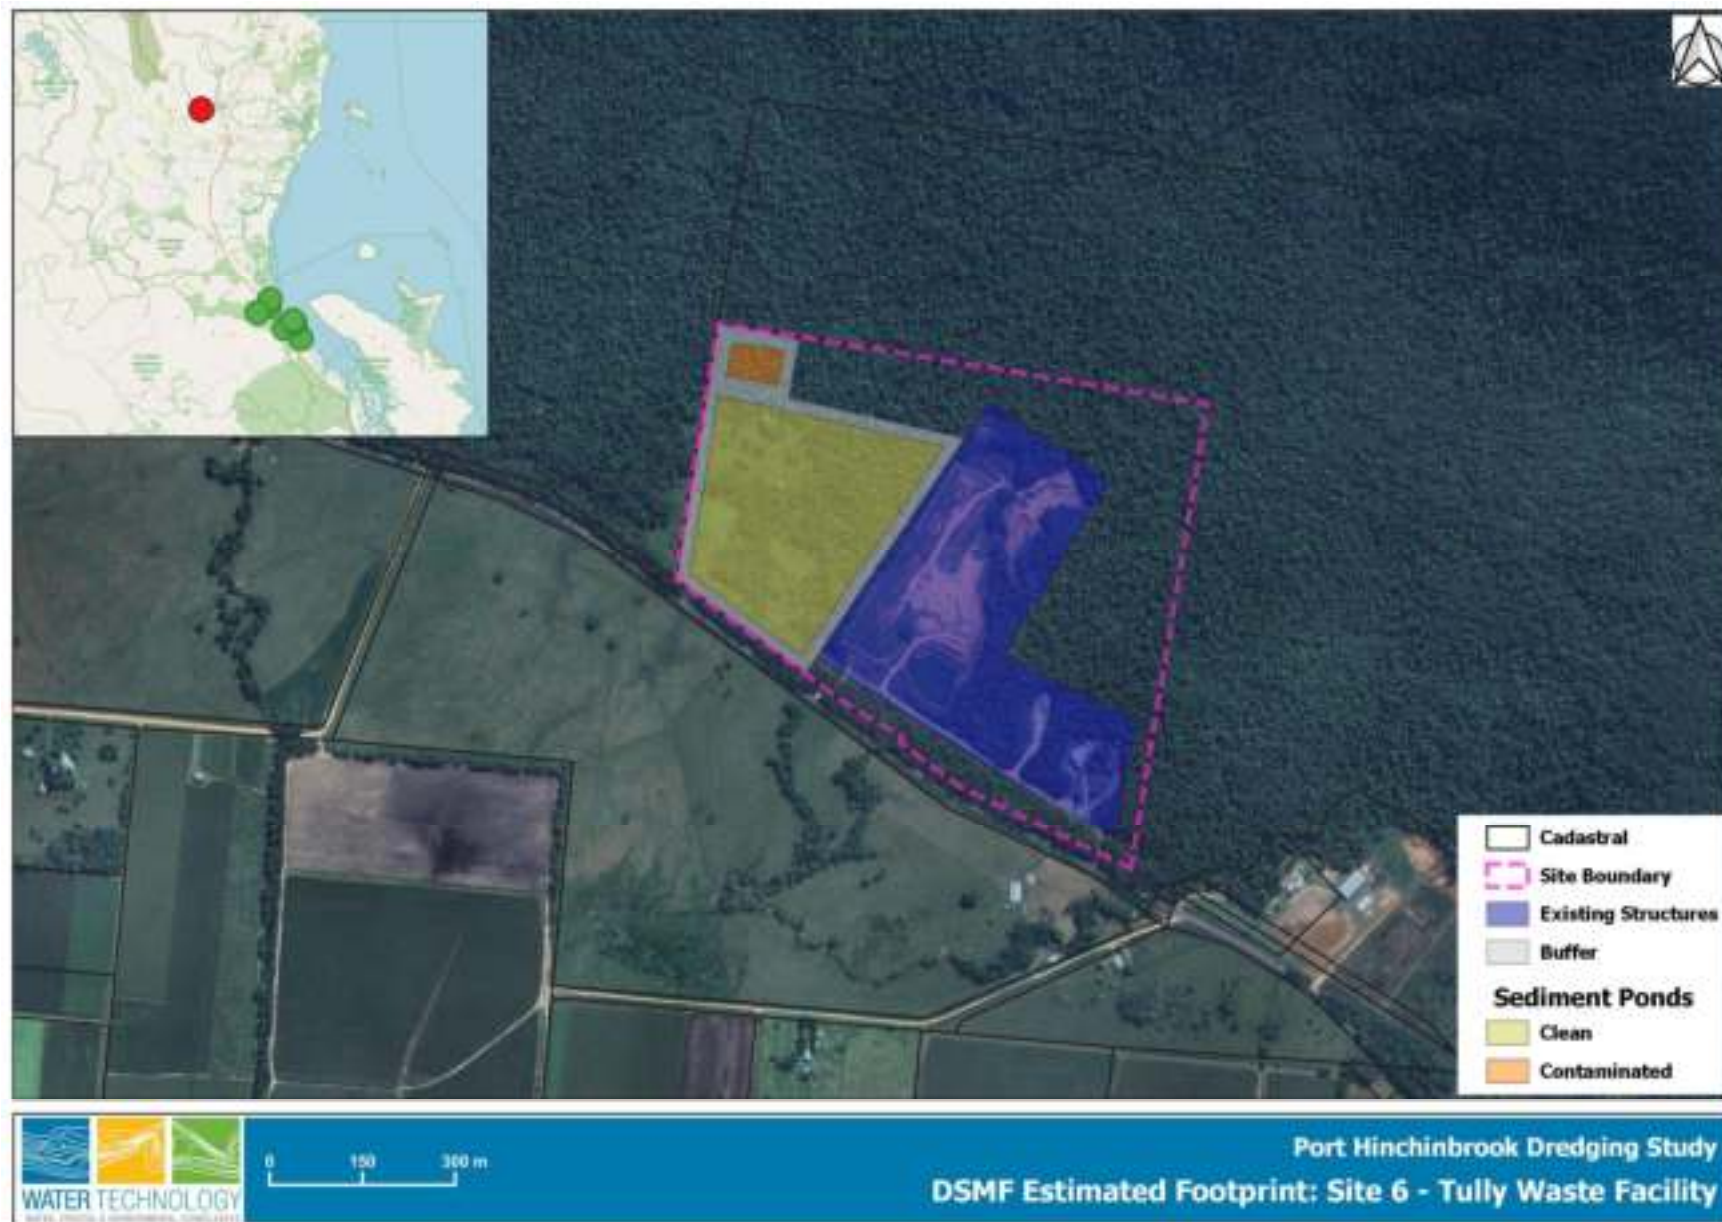 Cadastral
Site Boundary
Existing Structures
Buffer
Sediment Ponds
Clean
Contaminated
WATER TECHNOLOGY
0 150 300 m
Port Hinchinbrook Dredging Study
DSMF Estimated Footprint: Site 6 - Tully Waste Facility